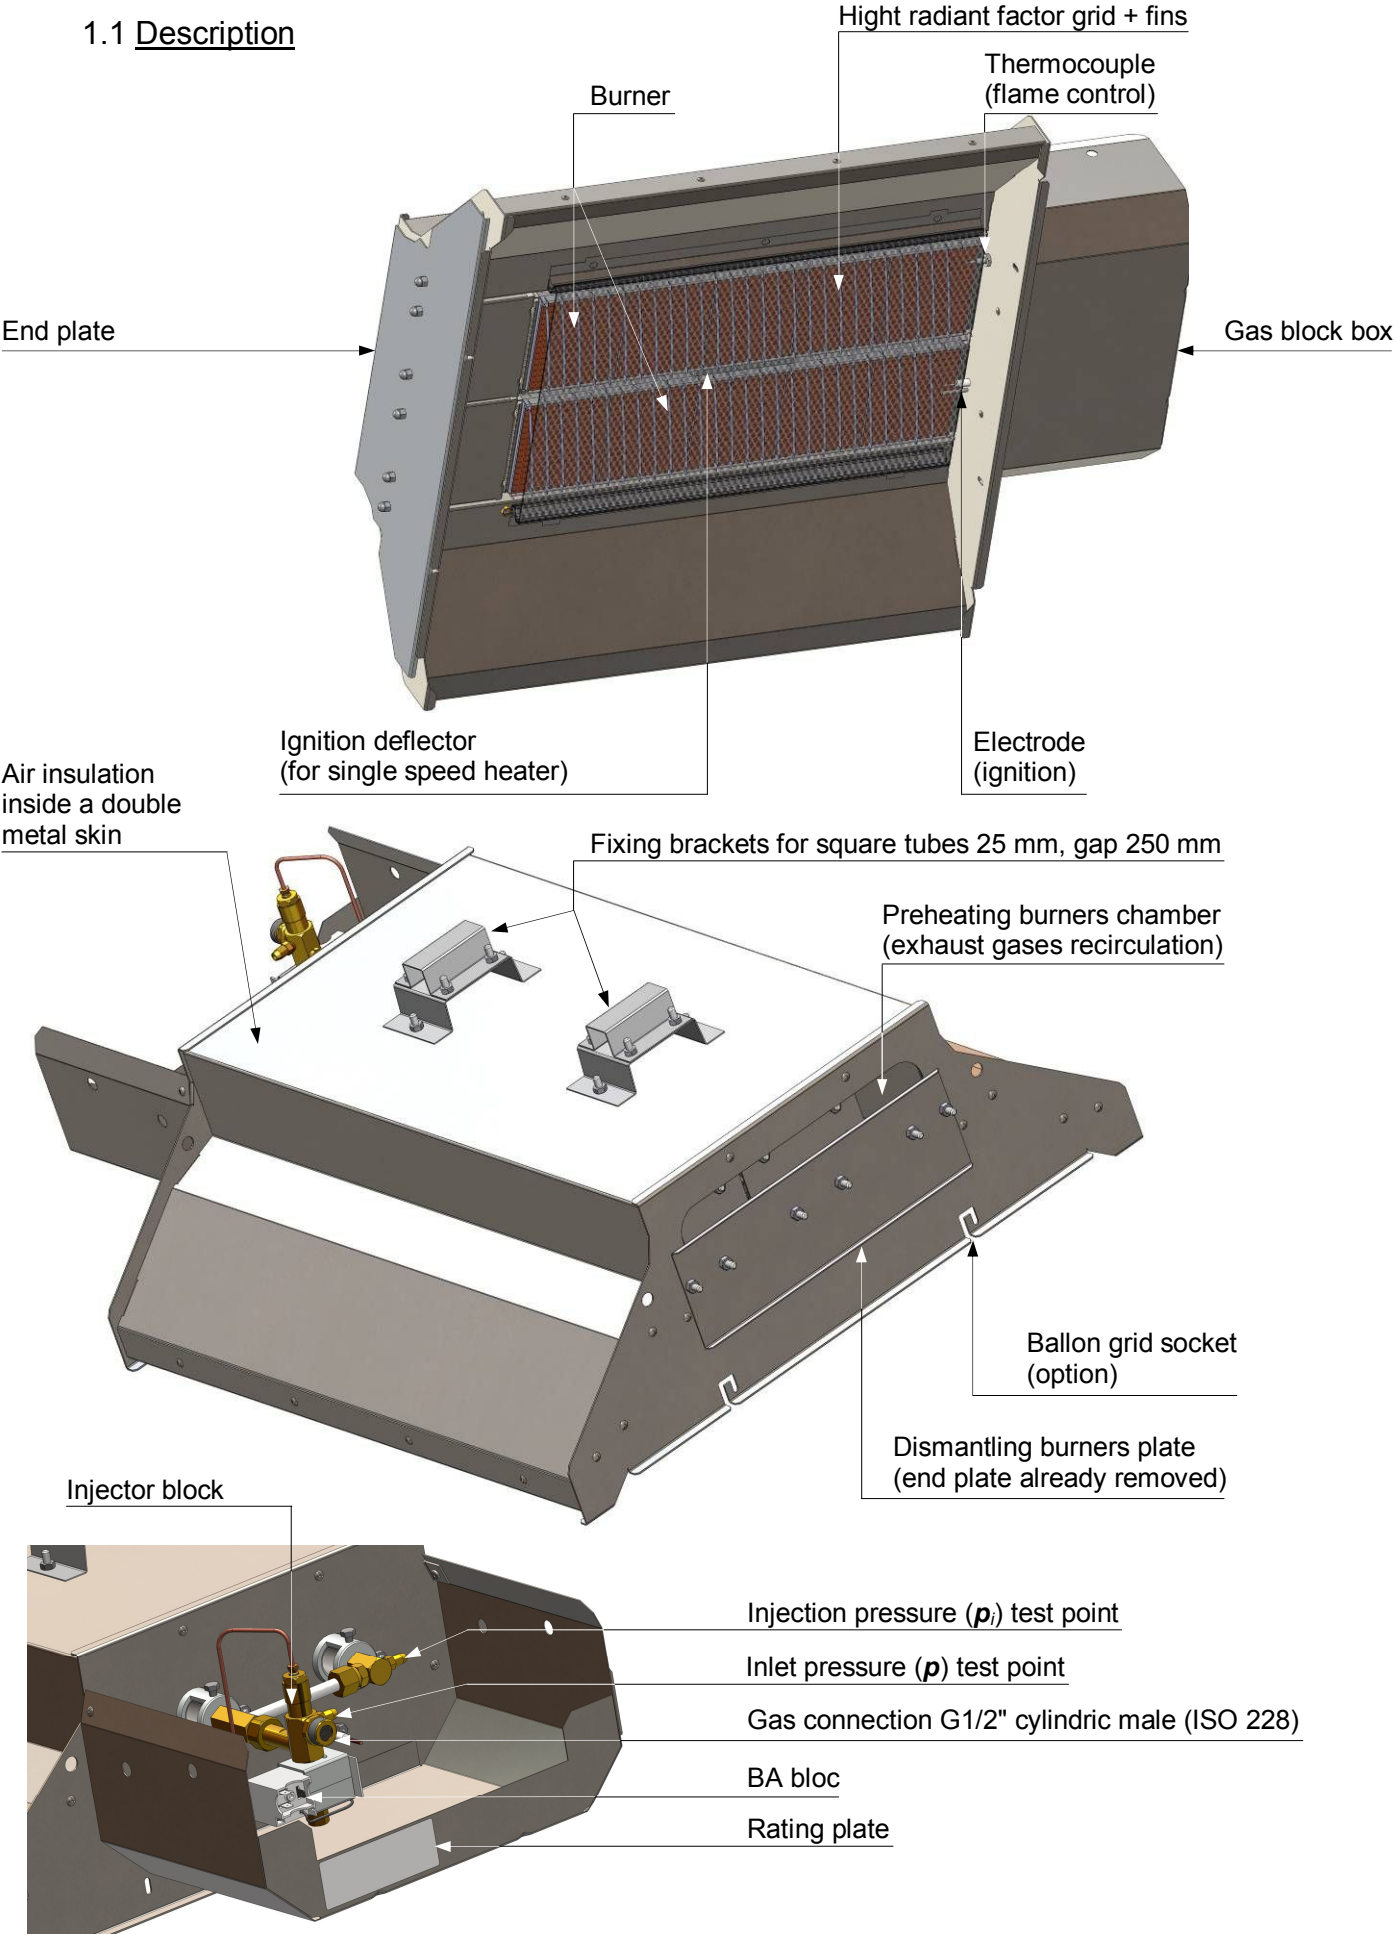 1.1 Description
Hight radiant factor grid + fins
Thermocouple
(flame control)
Burner
End plate
Gas block box
Ignition deflector
(for single speed heater)
Electrode
(ignition)
Air insulation
inside a double
metal skin
Fixing brackets for square tubes 25 mm, gap 250 mm
Preheating burners chamber
(exhaust gases recirculation)
Ballon grid socket
(option)
Dismantling burners plate
(end plate already removed)
Injector block
Injection pressure (pi) test point
Inlet pressure (p) test point
Gas connection G1/2" cylindric male (ISO 228)
BA bloc
Rating plate